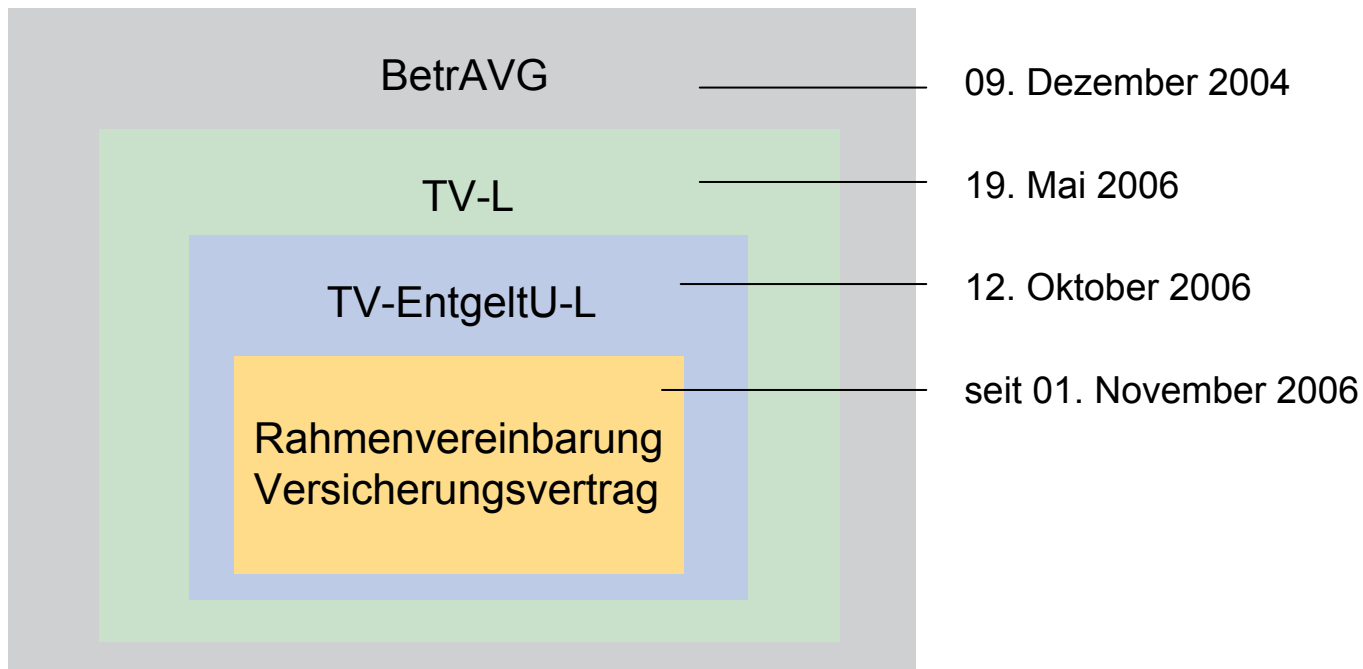 BetrAVG
09. Dezember 2004
TV-L
19. Mai 2006
TV-EntgeltU-L
12. Oktober 2006
seit 01. November 2006
Rahmenvereinbarung
Versicherungsvertrag